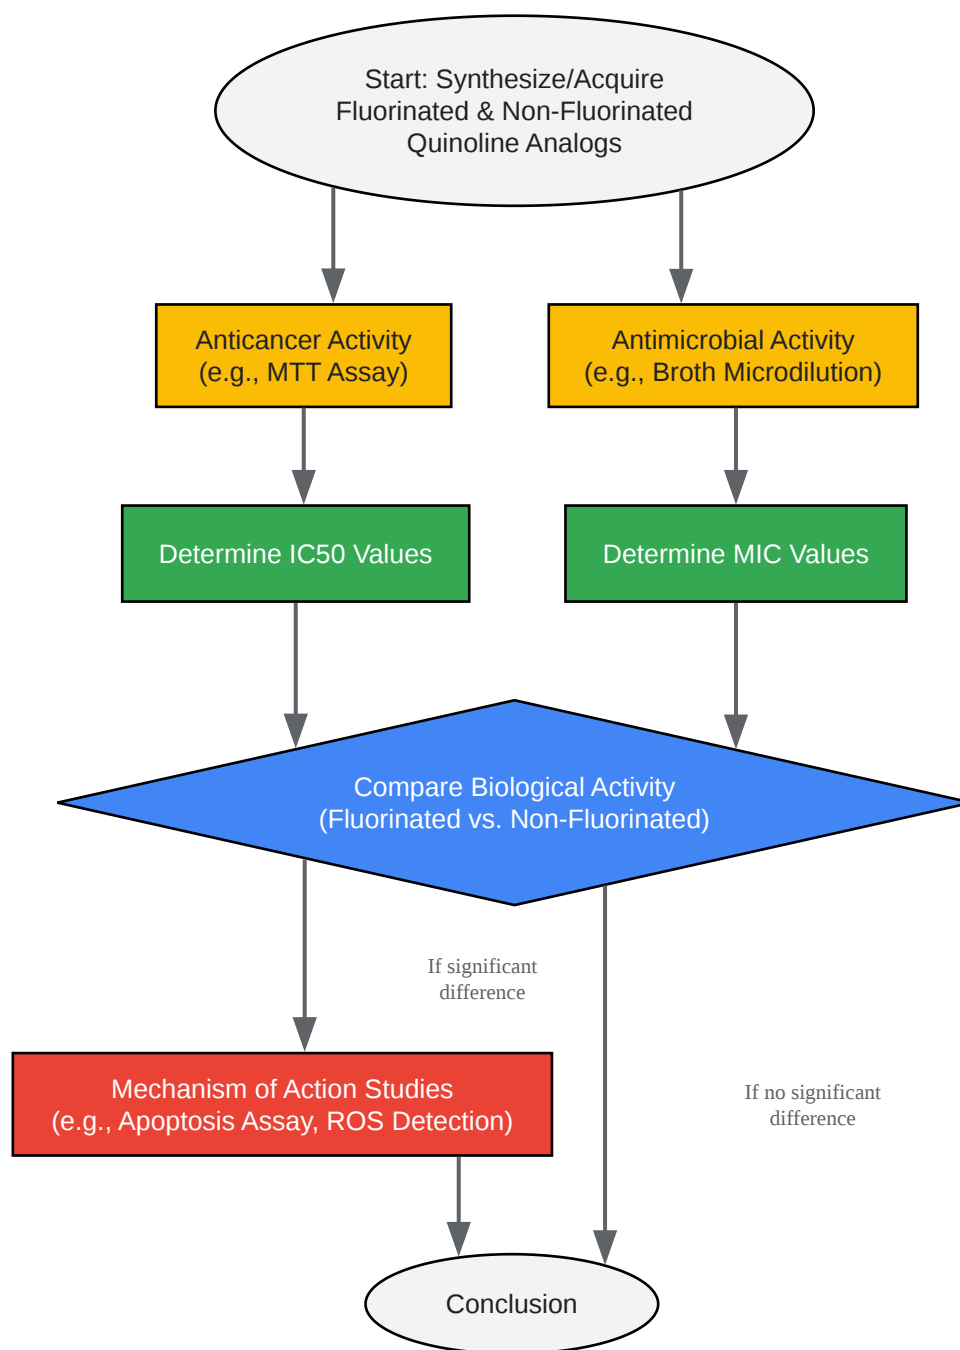 Start: Synthesize/Acquire
Fluorinated & Non-Fluorinated
Quinoline Analogs
Anticancer Activity
(e.g., MTT Assay)
Antimicrobial Activity
(e.g., Broth Microdilution)
Determine IC50 Values
Determine MIC Values
Compare Biological Activity
(Fluorinated vs. Non-Fluorinated)
If significant
difference
Mechanism of Action Studies
(e.g., Apoptosis Assay, ROS Detection)
If no significant
difference
Conclusion